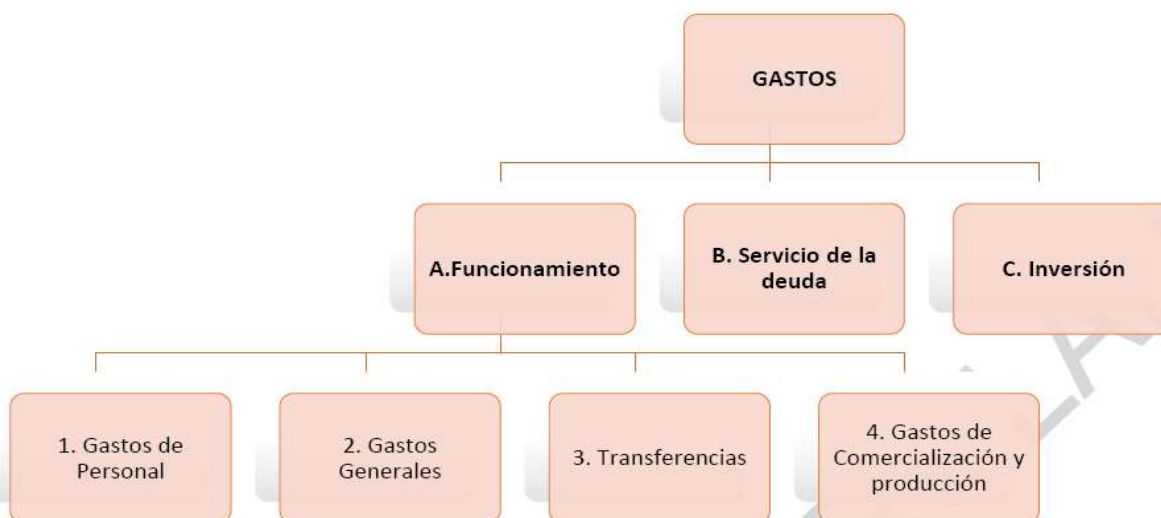 GASTOS
A.Funcionamiento
B. Servicio de la
deuda
C. Inversión
1. Gastos de
Personal
2. Gastos
Generales
3. Transferencias
4. Gastos de
Comercialización y
producción